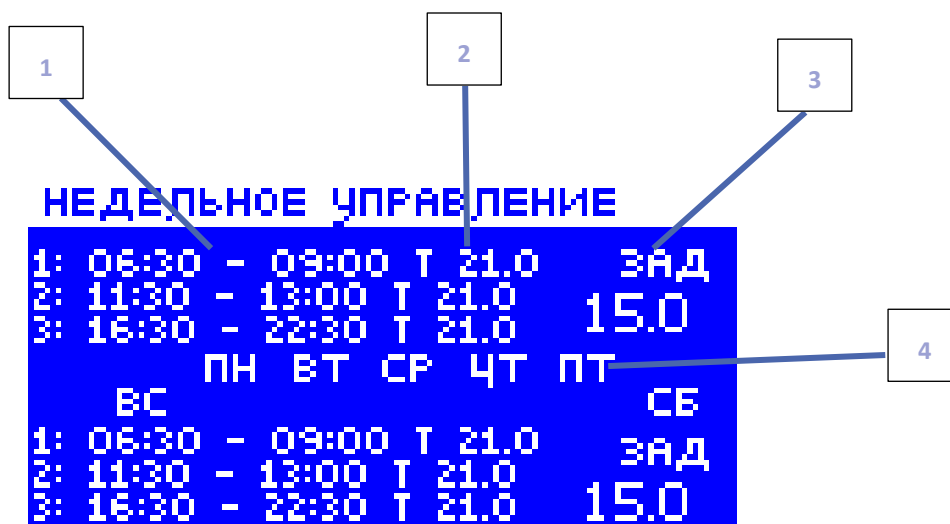 1
2
3
НЕДЕЛЬНОЕ УПРАВЛЕНИЕ
1: 06:30 - 09:00 T 21.0 ЗАД
2: 11:30 - 13:00 T 21.0 15.0
3: 16:30 - 22:30 T 21.0
ПН ВТ СР ЧТ ПТ
4
ВС СБ
1: 06:30 - 09:00 T 21.0 ЗАД
2: 11:30 - 13:00 T 21.0
3: 16:30 - 22:30 T 21.0 15.0